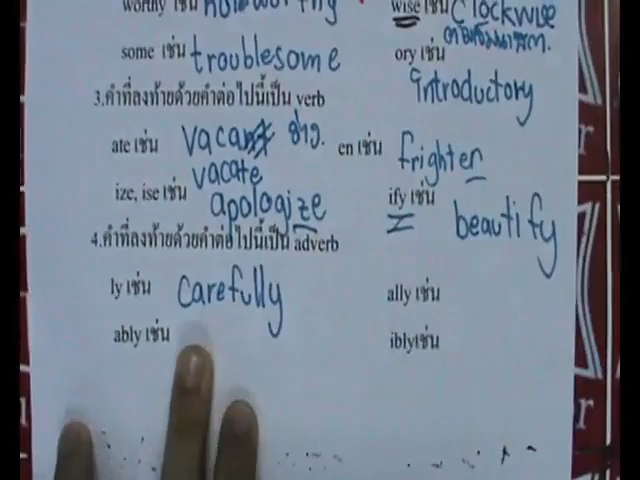 worthy เช่น wise เช่น clockwise
some เช่น troublesome ory เช่น
introductory
3.คำที่ลงท้ายด้วยคำต่อไปนี้เป็น verb
ate เช่น en เช่น frighten
vacate
ize, ise เช่น apologize ify เช่น beautify
4.คำที่ลงท้ายด้วยคำต่อไปนี้เป็น adverb
ly เช่น carefully ally เช่น
ably เช่น iblyเช่น